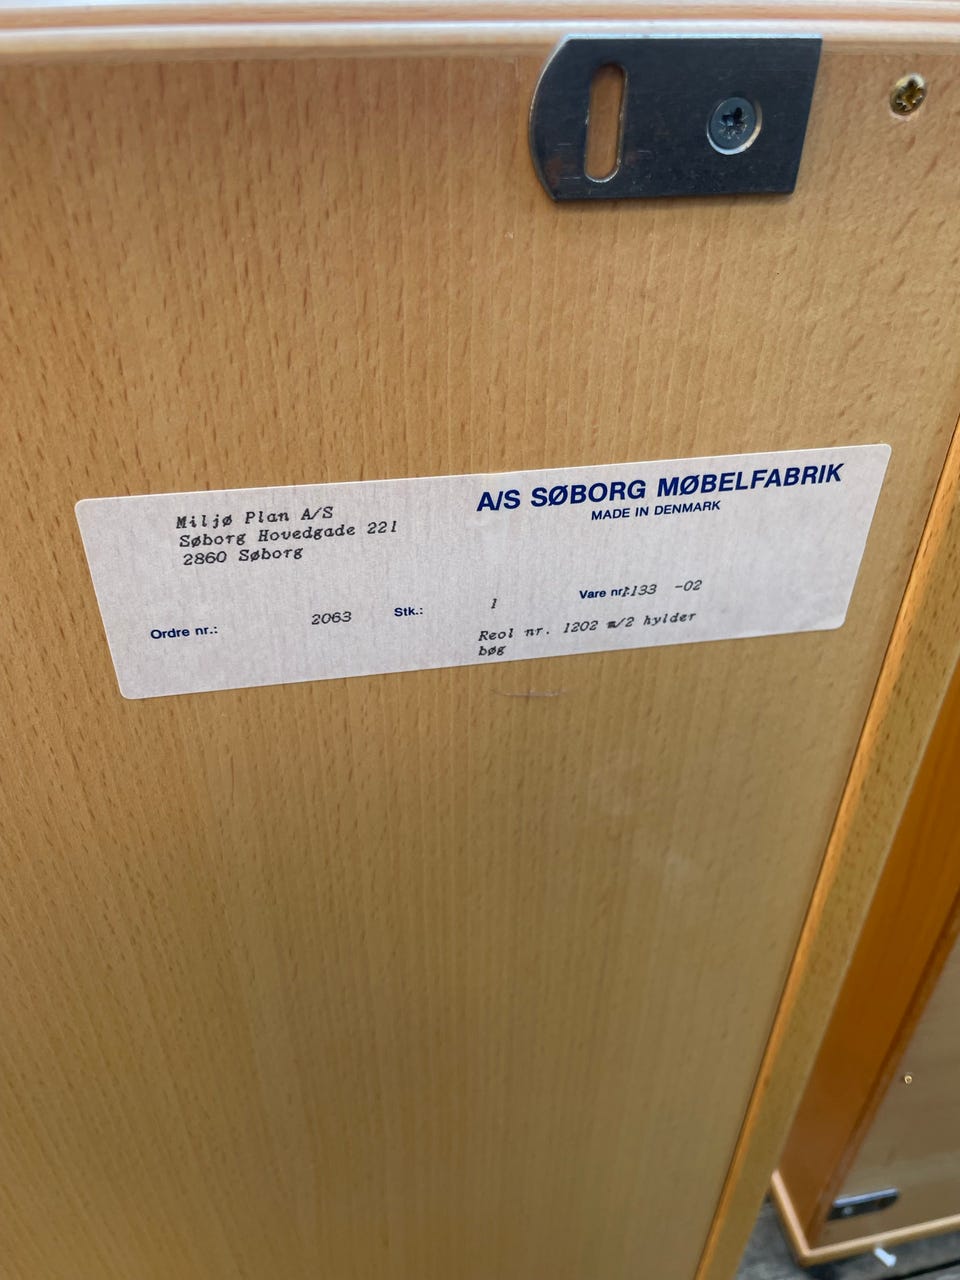 Miljø Plan A/S
Søborg Hovedgade 221
2860 Søborg
A/S SØBORG MØBELFABRIK
MADE IN DENMARK
Ordre nr.: 2063 Stk.: 1 Vare nr.: 1133 -02
Reol nr. 1202 m/2 hylder
bøg